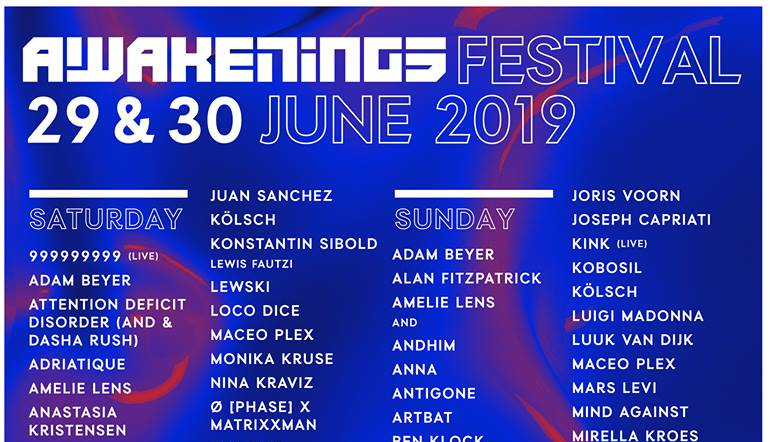 AWAKENINGS FESTIVAL
29 & 30 JUNE 2019
SATURDAY
999999999 (LIVE)
ADAM BEYER
ATTENTION DEFICIT
DISORDER (AND &
DASHA RUSH)
ADRIATIQUE
AMELIE LENS
ANASTASIA
KRISTENSEN
JUAN SANCHEZ
KÖLSCH
KONSTANTIN SIBOLD
LEWIS FAUTZI
LEWSKI
LOCO DICE
MACEO PLEX
MONIKA KRUSE
NINA KRAVIZ
Ø [PHASE] X
MATRIXXMAN
SUNDAY
ADAM BEYER
ALAN FITZPATRICK
AMELIE LENS
AND
ANDHIM
ANNA
ANTIGONE
ARTBAT
BEN KLOCK
JORIS VOORN
JOSEPH CAPRIATI
KINK (LIVE)
KOBOSIL
KÖLSCH
LUIGI MADONNA
LUUK VAN DIJK
MACEO PLEX
MARS LEVI
MIND AGAINST
MIRELLA KROES